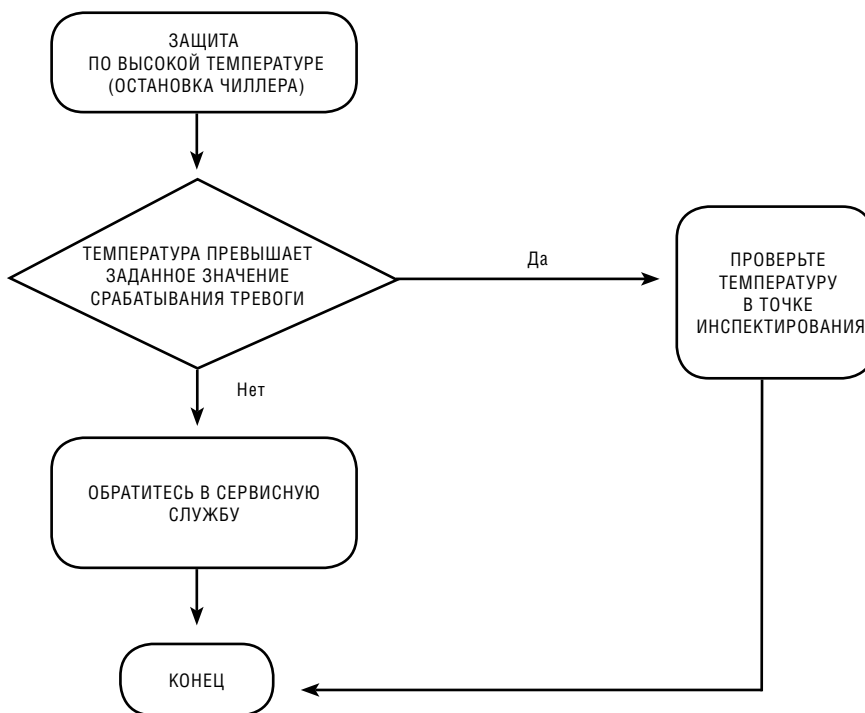 ЗАЩИТА
ПО ВЫСОКОЙ ТЕМПЕРАТУРЕ
(ОСТАНОВКА ЧИЛЛЕРА)
ТЕМПЕРАТУРА ПРЕВЫШАЕТ
ЗАДАННОЕ ЗНАЧЕНИЕ
СРАБАТЫВАНИЯ ТРЕВОГИ
Да
ПРОВЕРЬТЕ
ТЕМПЕРАТУРУ
В ТОЧКЕ
ИНСПЕКТИРОВАНИЯ
Нет
ОБРАТИТЕСЬ В СЕРВИСНУЮ
СЛУЖБУ
КОНЕЦ